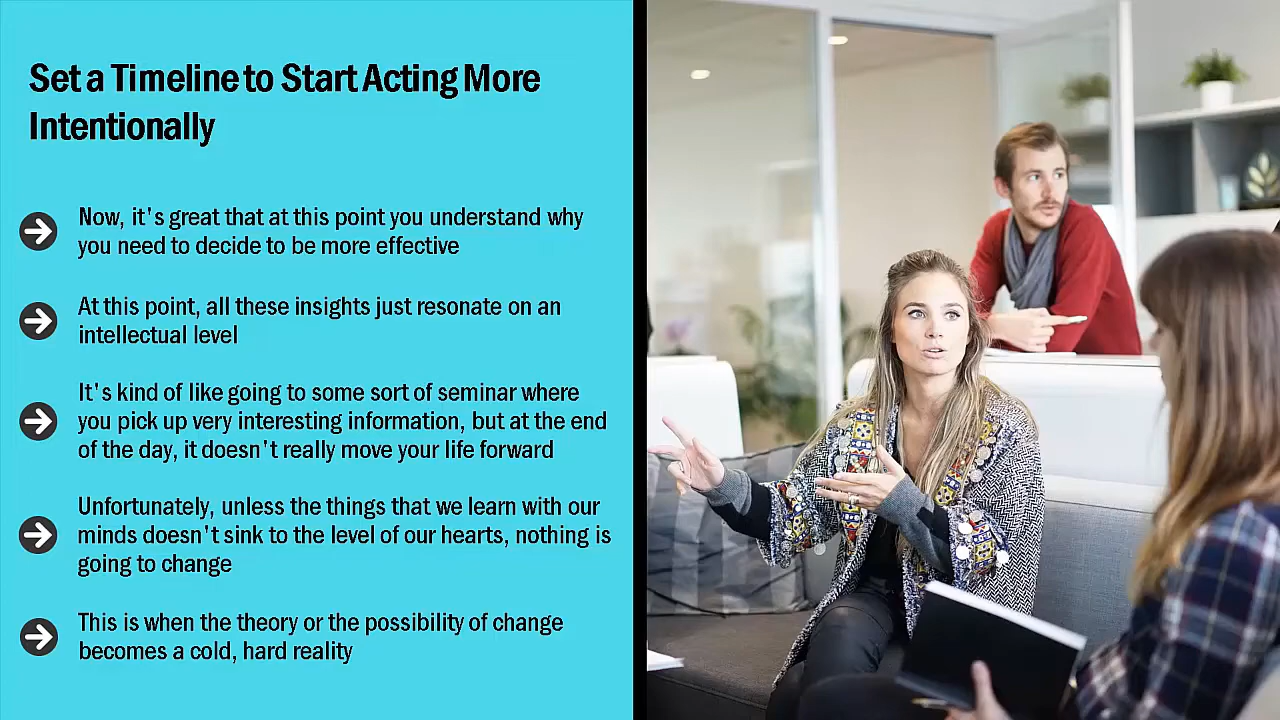 Set a Timeline to Start Acting More
Intentionally
Now, it's great that at this point you understand why
you need to decide to be more effective
At this point, all these insights just resonate on an
intellectual level
It's kind of like going to some sort of seminar where
you pick up very interesting information, but at the end
of the day, it doesn't really move your life forward
Unfortunately, unless the things that we learn with our
minds doesn't sink to the level of our hearts, nothing is
going to change
This is when the theory or the possibility of change
becomes a cold, hard reality